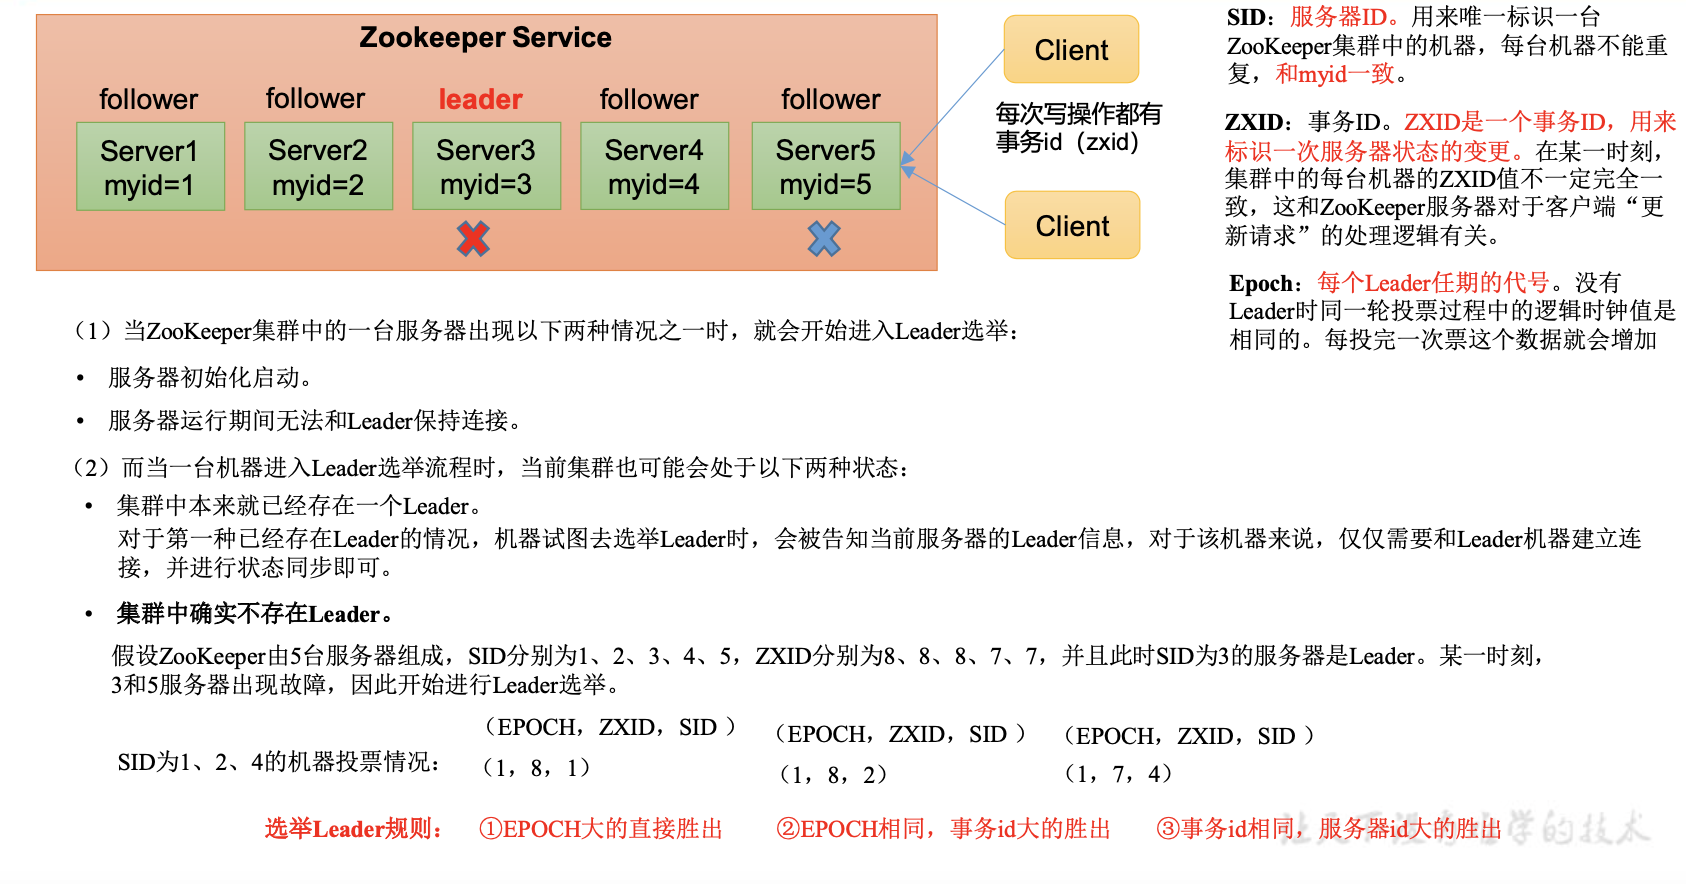 Zookeeper Service
follower
follower
leader
follower
follower
Server1
myid=1
Server2
myid=2
Server3
myid=3
Server4
myid=4
Server5
myid=5
Client
每次写操作都有
事务id（zxid）
Client
SID：服务器ID。用来唯一标识一台
ZooKeeper集群中的机器，每台机器不能重
复，和myid一致。
ZXID：事务ID。ZXID是一个事务ID，用来
标识一次服务器状态的变更。在某一时刻，
集群中的每台机器的ZXID值不一定完全一
致，这和ZooKeeper服务器对于客户端“更
新请求”的处理逻辑有关。
Epoch：每个Leader任期的代号。没有
Leader时同一轮投票过程中的逻辑时钟值是
相同的。每投完一次票这个数据就会增加
（1）当ZooKeeper集群中的一台服务器出现以下两种情况之一时，就会开始进入Leader选举：
• 服务器初始化启动。
• 服务器运行期间无法和Leader保持连接。
（2）而当一台机器进入Leader选举流程时，当前集群也可能会处于以下两种状态：
• 集群中本来就已经存在一个Leader。
对于第一种已经存在Leader的情况，机器试图去选举Leader时，会被告知当前服务器的Leader信息，对于该机器来说，仅仅需要和Leader机器建立连
接，并进行状态同步即可。
• 集群中确实不存在Leader。
假设ZooKeeper由5台服务器组成，SID分别为1、2、3、4、5，ZXID分别为8、8、8、7、7，并且此时SID为3的服务器是Leader。某一时刻，
3和5服务器出现故障，因此开始进行Leader选举。
（EPOCH，ZXID，SID ） （EPOCH，ZXID，SID ） （EPOCH，ZXID，SID ）
SID为1、2、4的机器投票情况： （1，8，1） （1，8，2） （1，7，4）
选举Leader规则： ①EPOCH大的直接胜出 ②EPOCH相同，事务id大的胜出 ③事务id相同，服务器id大的胜出
学的技术